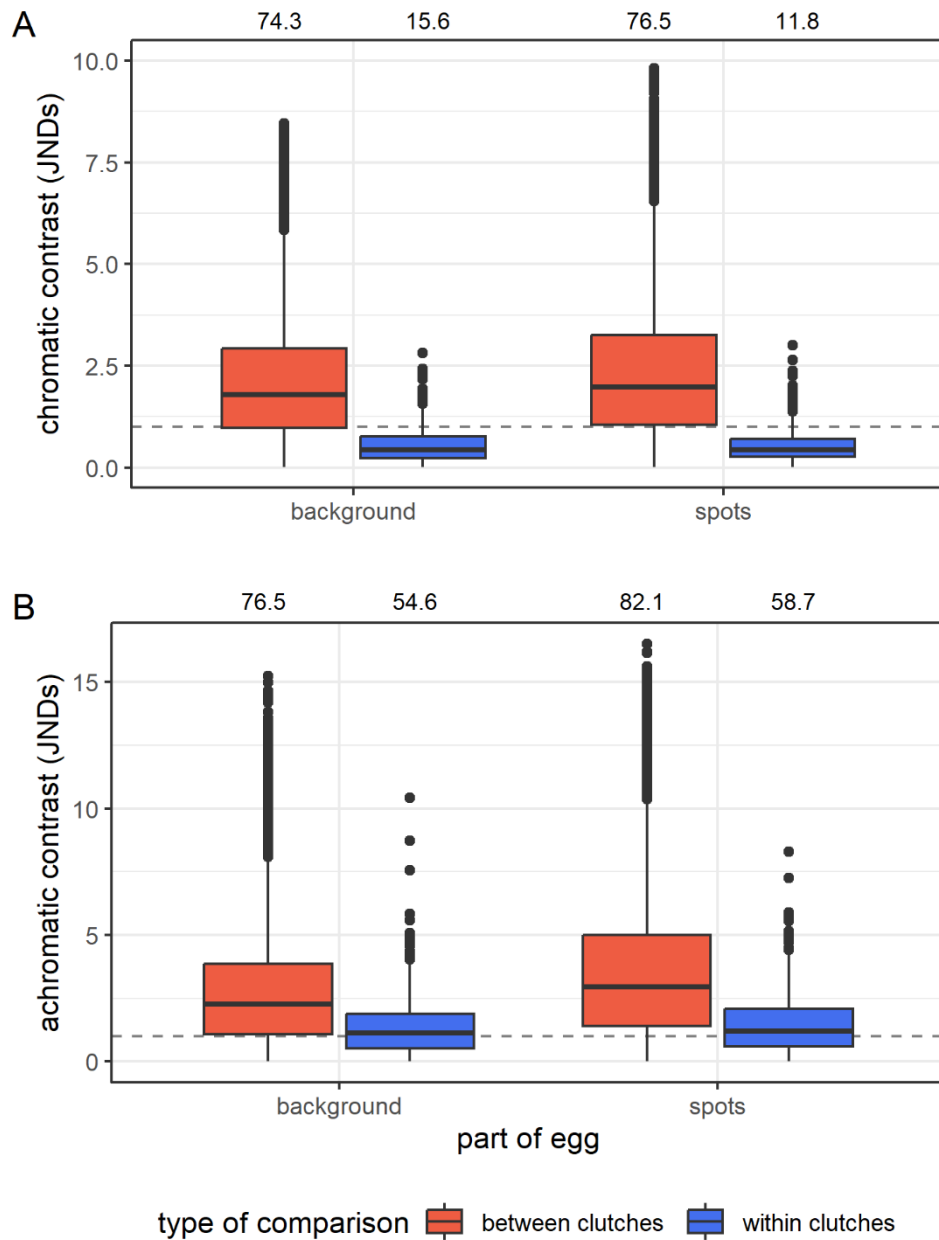 A
74.3 15.6 76.5 11.8
chromatic contrast (JNDs)
10.0
7.5
5.0
2.5
0.0
background spots
B
76.5 54.6 82.1 58.7
achromatic contrast (JNDs)
15
10
5
0
background spots
part of egg
type of comparison between clutches within clutches